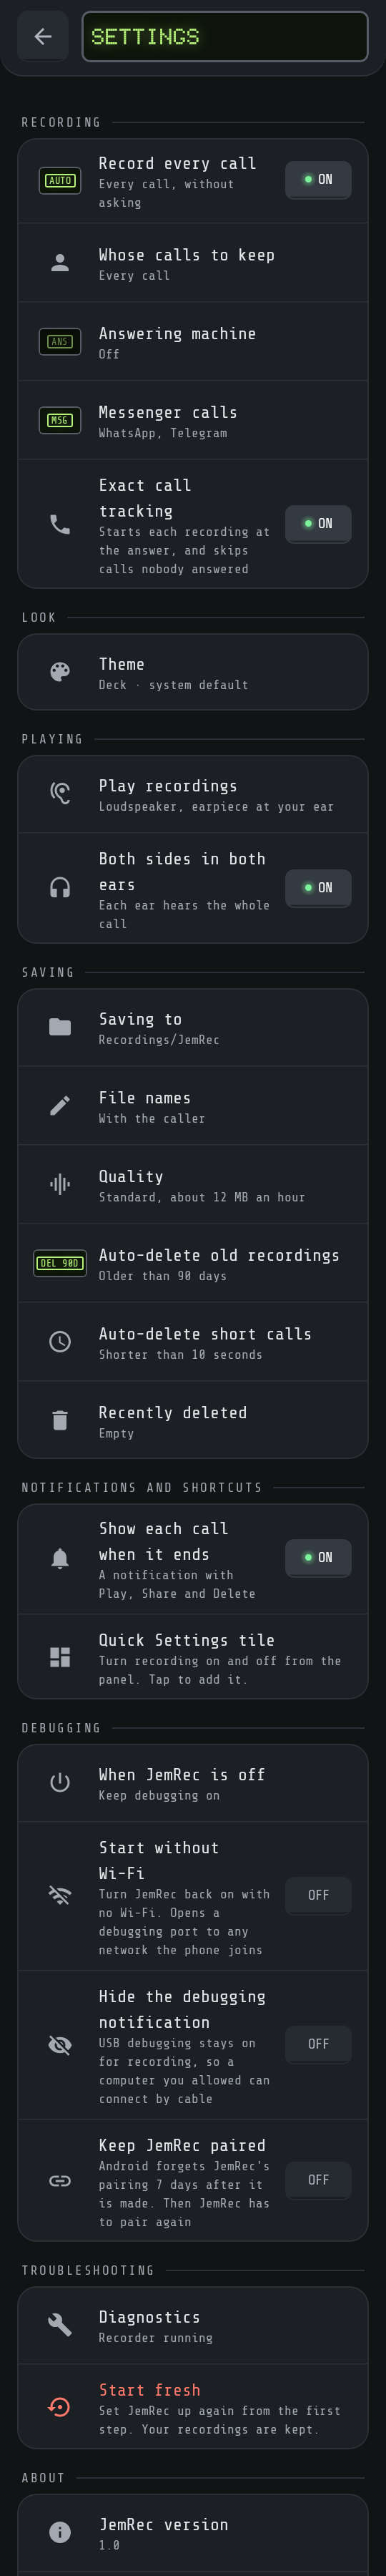 SETTINGS
RECORDING
AUTO
Record every call
Every call, without
asking
ON
Whose calls to keep
Every call
ANS
Answering machine
Off
MSG
Messenger calls
WhatsApp, Telegram
Exact call
tracking
Starts each recording at
the answer, and skips
calls nobody answered
ON
LOOK
Theme
Deck · system default
PLAYING
Play recordings
Loudspeaker, earpiece at your ear
Both sides in both
ears
Each ear hears the whole
call
ON
SAVING
Saving to
Recordings/JemRec
File names
With the caller
Quality
Standard, about 12 MB an hour
DEL 90D
Auto-delete old recordings
Older than 90 days
Auto-delete short calls
Shorter than 10 seconds
Recently deleted
Empty
NOTIFICATIONS AND SHORTCUTS
Show each call
when it ends
A notification with
Play, Share and Delete
ON
Quick Settings tile
Turn recording on and off from the
panel. Tap to add it.
DEBUGGING
When JemRec is off
Keep debugging on
Start without
Wi-Fi
Turn JemRec back on with
no Wi-Fi. Opens a
debugging port to any
network the phone joins
OFF
Hide the debugging
notification
USB debugging stays on
for recording, so a
computer you allowed can
connect by cable
OFF
Keep JemRec paired
Android forgets JemRec's
pairing 7 days after it
is made. Then JemRec has
to pair again
OFF
TROUBLESHOOTING
Diagnostics
Recorder running
Start fresh
Set JemRec up again from the first
step. Your recordings are kept.
ABOUT
JemRec version
1.0